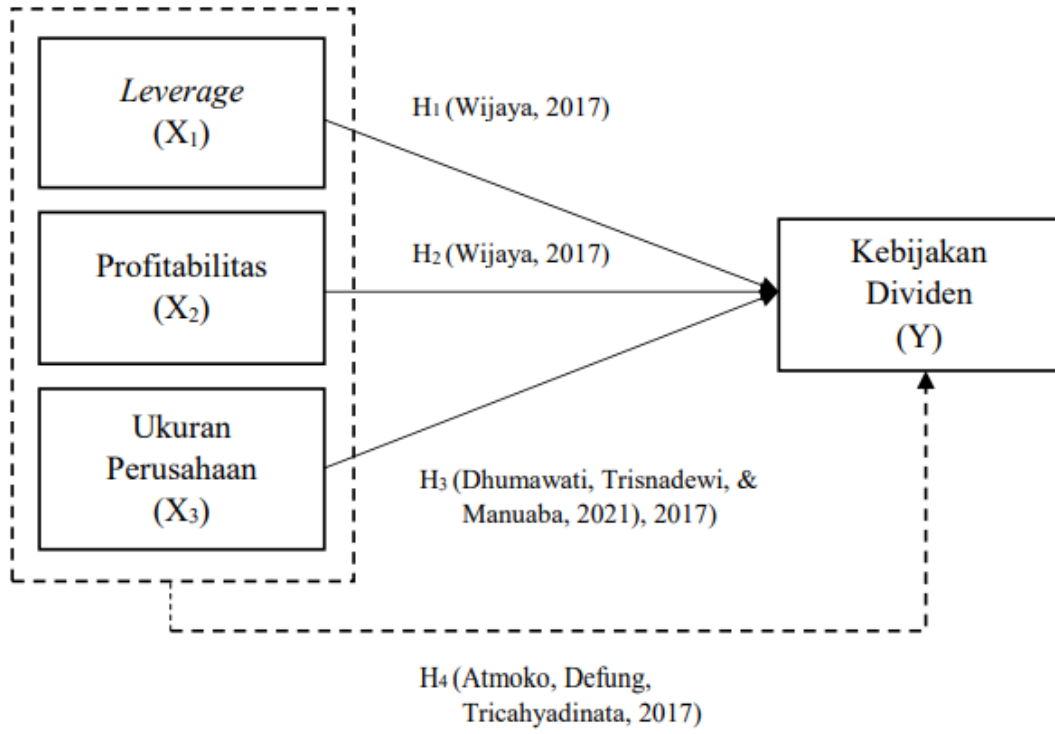 Leverage
(X₁)
H₁ (Wijaya, 2017)
Profitabilitas
(X₂)
H₂ (Wijaya, 2017)
Kebijakan
Dividen
(Y)
Ukuran
Perusahaan
(X₃)
H₃ (Dhumawati, Trisnadewi, &
Manuaba, 2021), 2017)
H₄ (Atmoko, Defung,
Tricahyadinata, 2017)